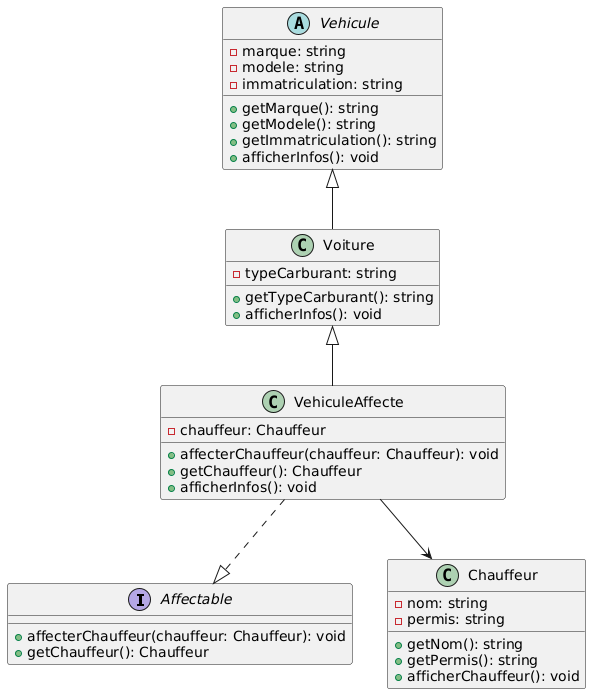 A Vehicule
marque: string
modele: string
immatriculation: string
getMarque(): string
getModele(): string
getImmatriculation(): string
afficherInfos(): void
C Voiture
typeCarburant: string
getTypeCarburant(): string
afficherInfos(): void
C VehiculeAffecte
chauffeur: Chauffeur
affecterChauffeur(chauffeur: Chauffeur): void
getChauffeur(): Chauffeur
afficherInfos(): void
I Affectable
affecterChauffeur(chauffeur: Chauffeur): void
getChauffeur(): Chauffeur
C Chauffeur
nom: string
permis: string
getNom(): string
getPermis(): string
afficherChauffeur(): void